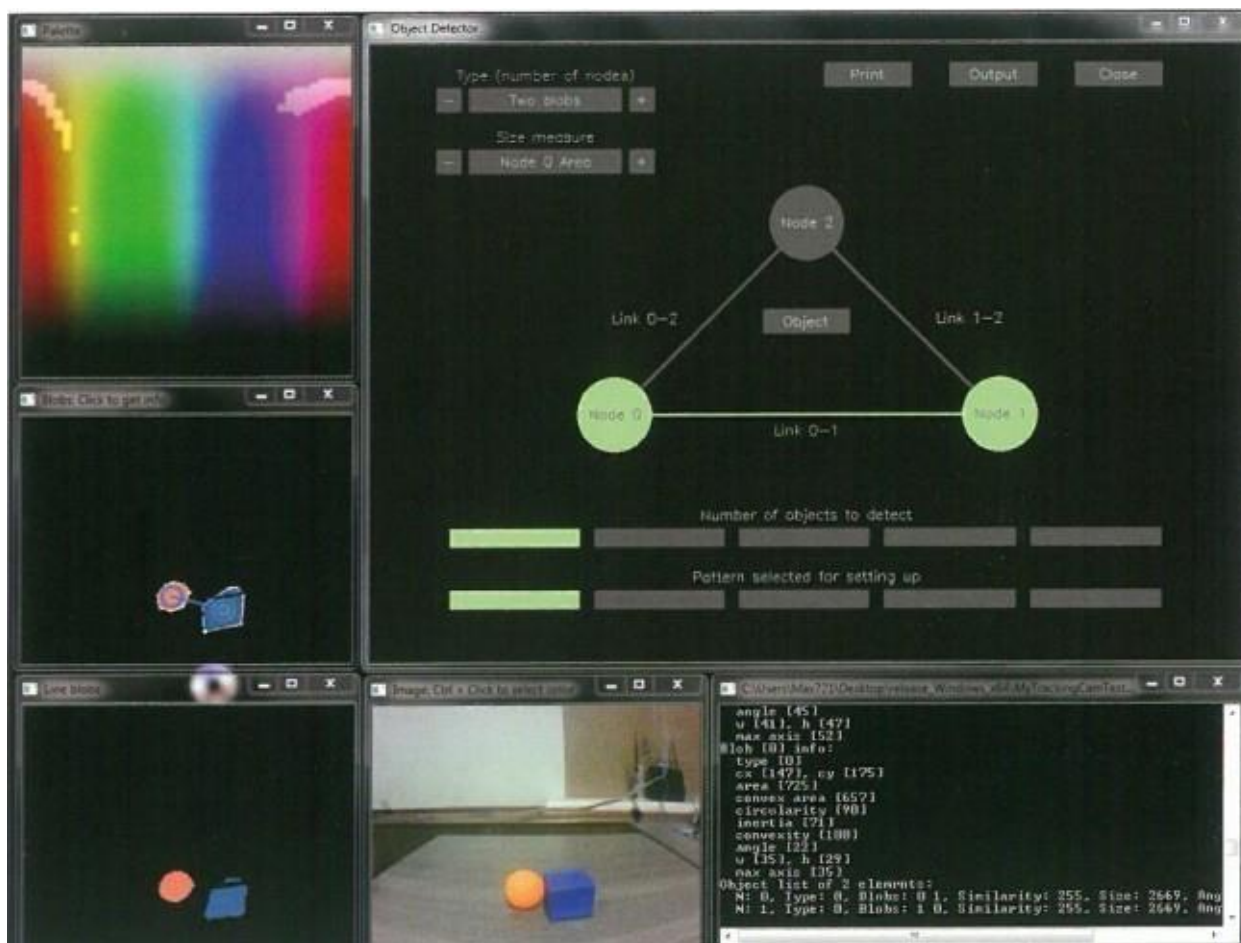 Palette
Object Detector
Type (number of nodea)
- Two blobs +
Size measure
- Node 0 Area +
Print Output Close
Node 2
Link 0-2
Object
Link 1-2
Node 0
Node 1
Link 0-1
Number of objects to detect
Pattern selected for setting up
Blobs: Click to get info
Line blobs
Image: Ctrl + Click to select
angle [45]
w [41], h [47]
max axis [52]
Blob [0] info:
type [0]
cx [147], cy [175]
area [725]
convex area [657]
circularity [90]
inertia [71]
convexity [100]
angle [22]
w [35], h [29]
max axis [35]
Object list of 2 elements:
N: 0, Type: 0, Blobs: 0 1, Similarity: 255, Size: 2669, Ang
N: 1, Type: 0, Blobs: 1 0, Similarity: 255, Size: 2669, Ang